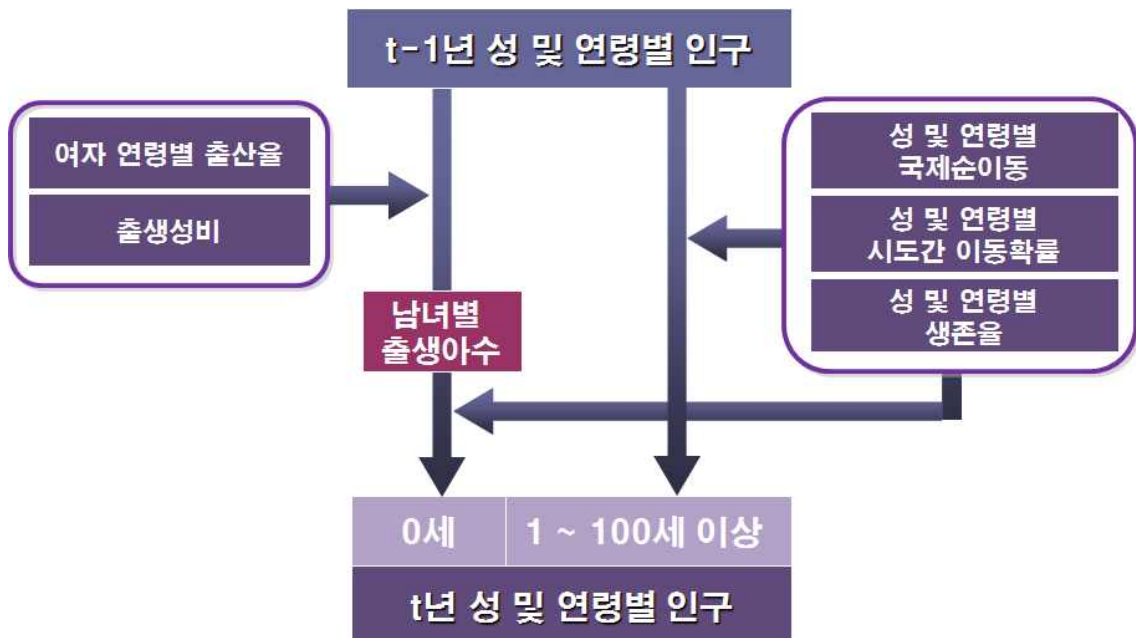 t-1년 성 및 연령별 인구
여자 연령별 출산율
출생성비
성 및 연령별
국제순이동
성 및 연령별
시도간 이동확률
성 및 연령별
생존율
남녀별
출생아수
0세
1 ~ 100세 이상
t년 성 및 연령별 인구